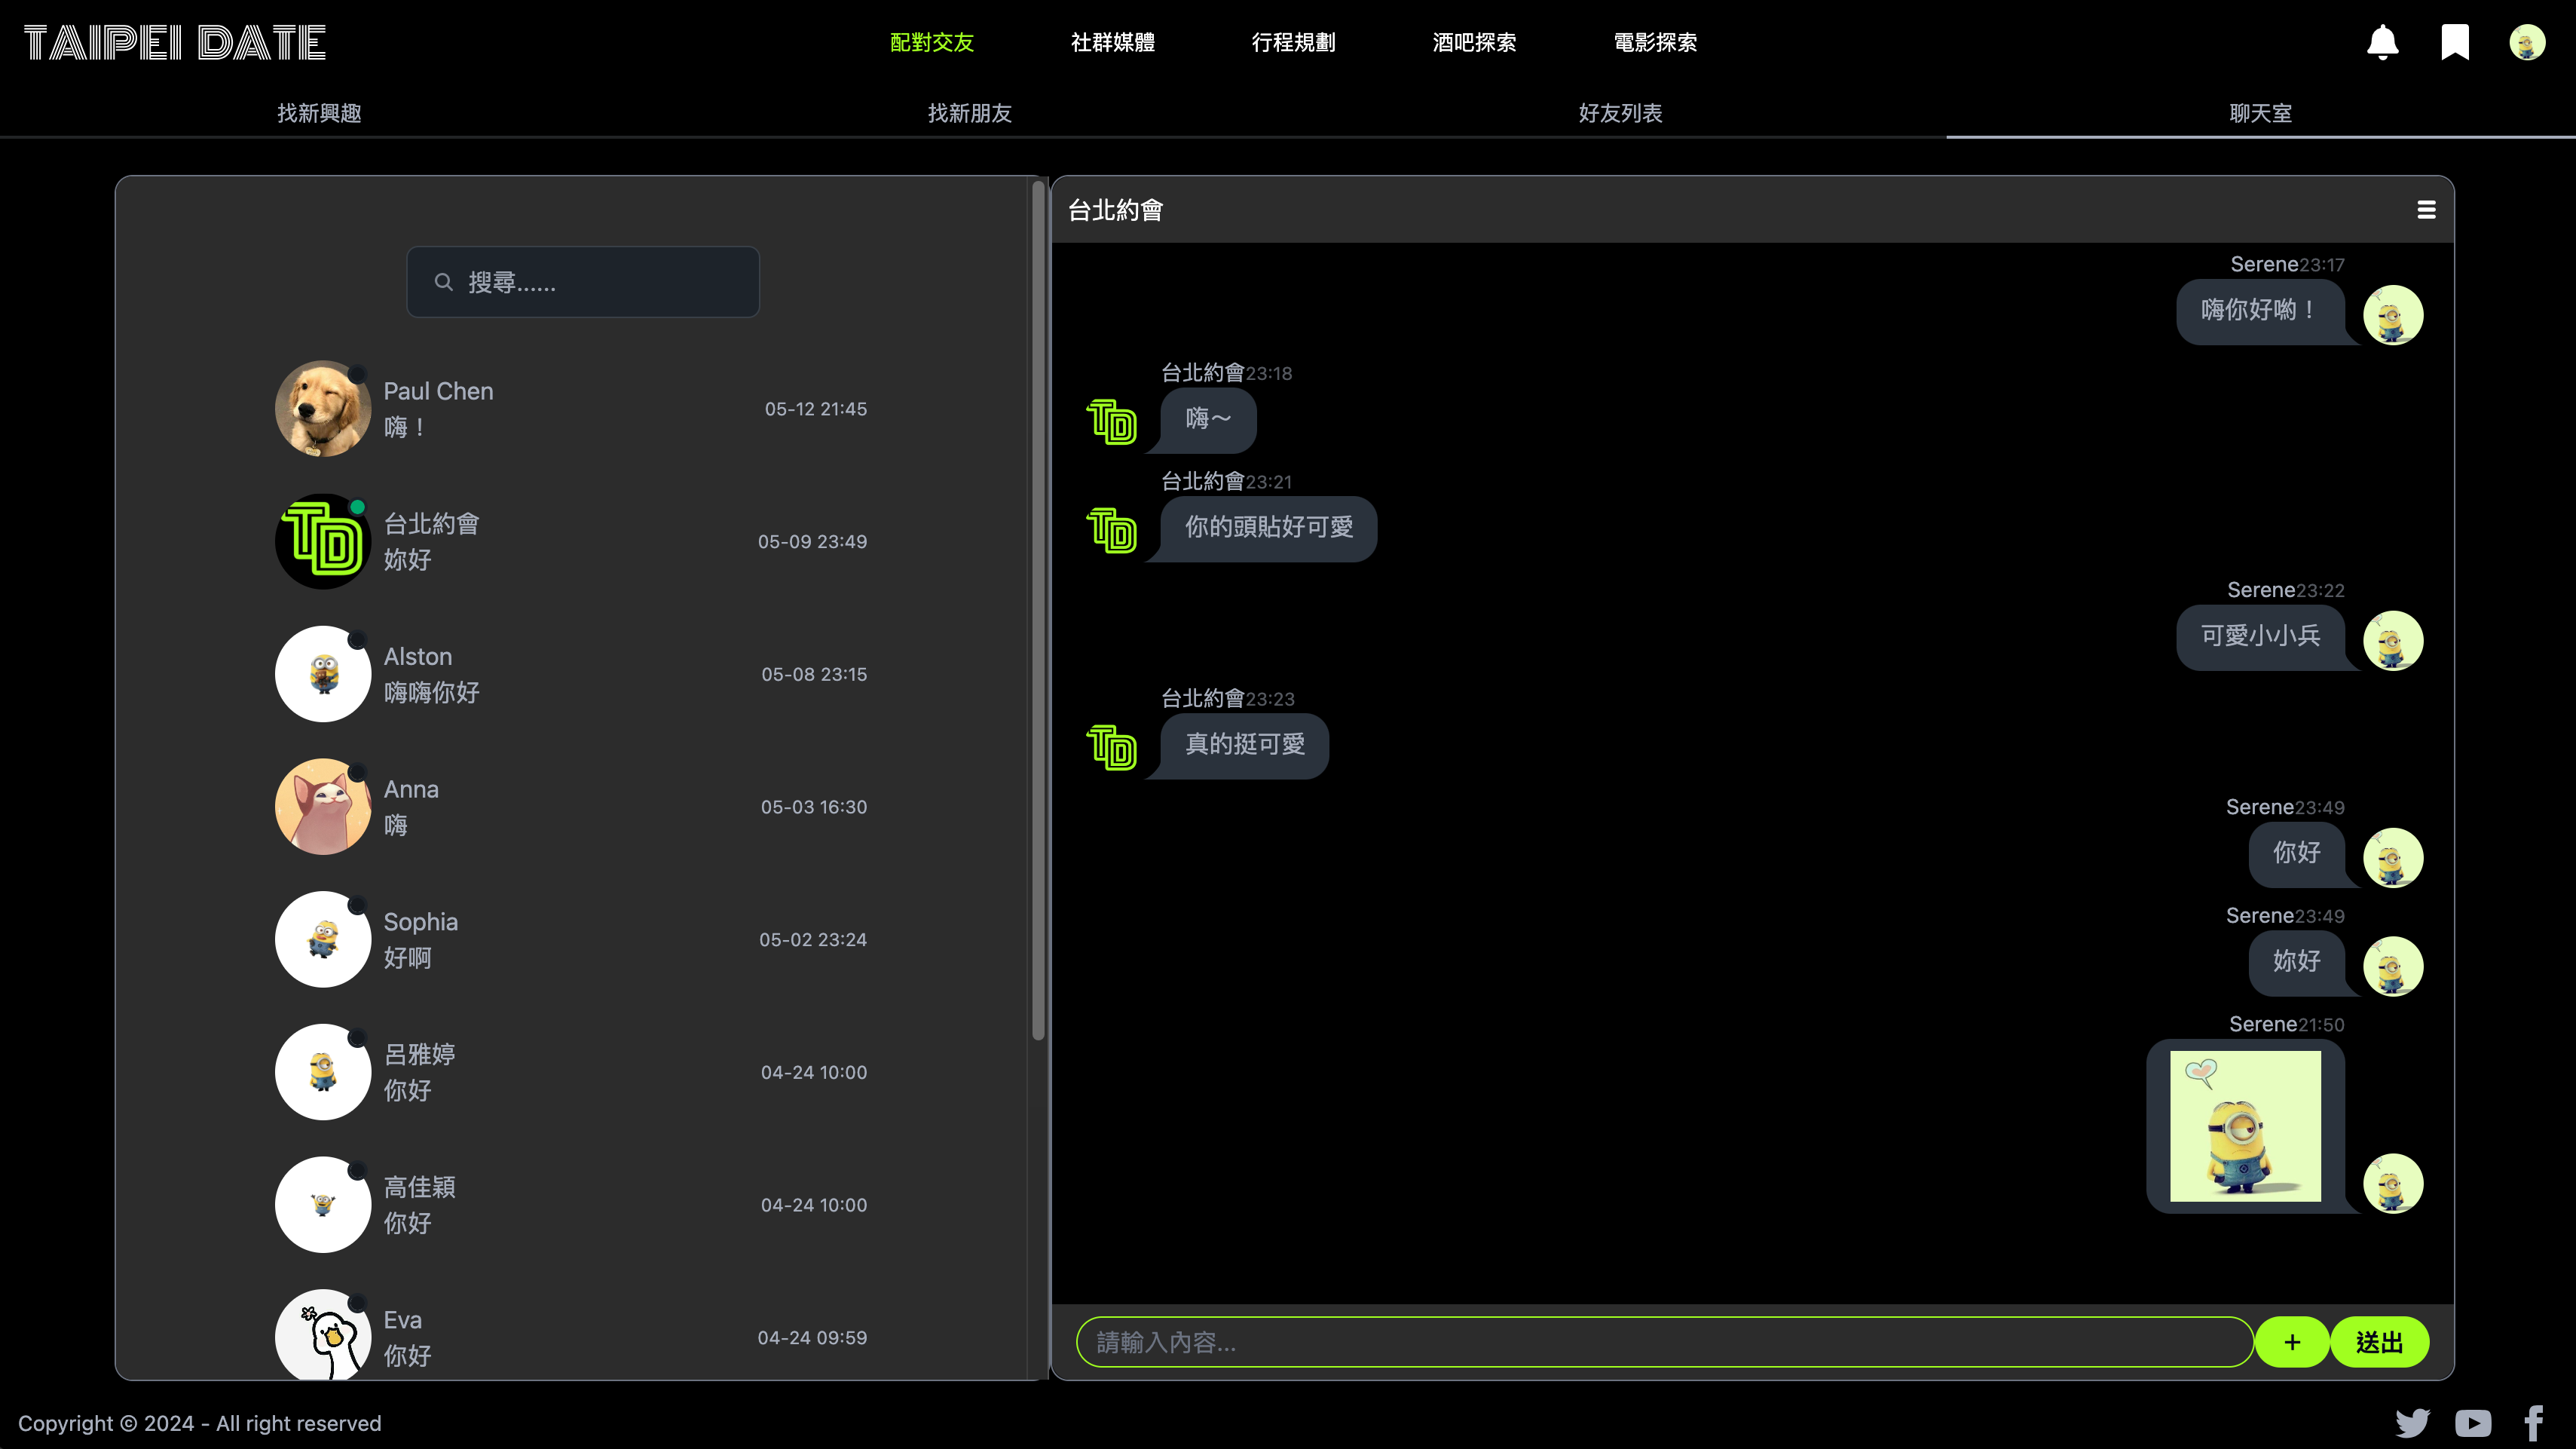 TAIPEI DATE
配對交友
社群媒體
行程規劃
酒吧探索
電影探索
找新興趣
找新朋友
好友列表
聊天室
搜尋......
Paul Chen
嗨！
05-12 21:45
台北約會
妳好
05-09 23:49
Alston
嗨嗨你好
05-08 23:15
Anna
嗨
05-03 16:30
Sophia
好啊
05-02 23:24
呂雅婷
你好
04-24 10:00
高佳穎
你好
04-24 10:00
Eva
你好
04-24 09:59
台北約會
Serene23:17
嗨你好喲！
台北約會23:18
TD
嗨～
台北約會23:21
TD
你的頭貼好可愛
Serene23:22
可愛小小兵
台北約會23:23
TD
真的挺可愛
Serene23:49
你好
Serene23:49
妳好
Serene21:50
請輸入內容...
+
送出
Copyright © 2024 - All right reserved